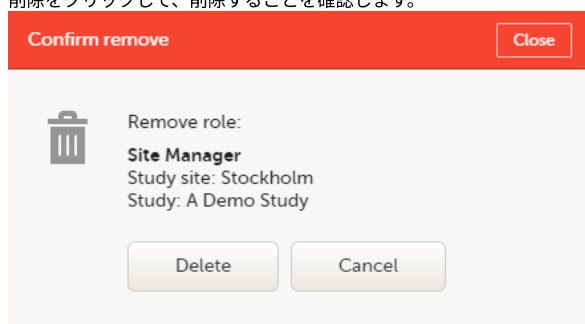 削除をクリックして、削除することを確認します。
Confirm remove
Close
Remove role:
Site Manager
Study site: Stockholm
Study: A Demo Study
Delete
Cancel